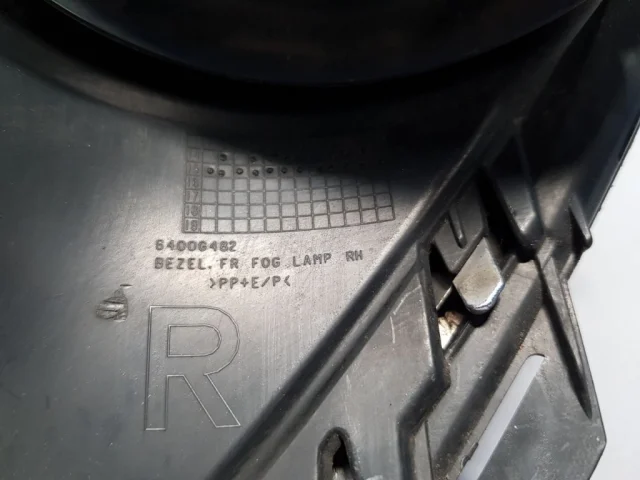 64006482
BEZEL.FR FOG LAMP RH
>PP+E/P<
R